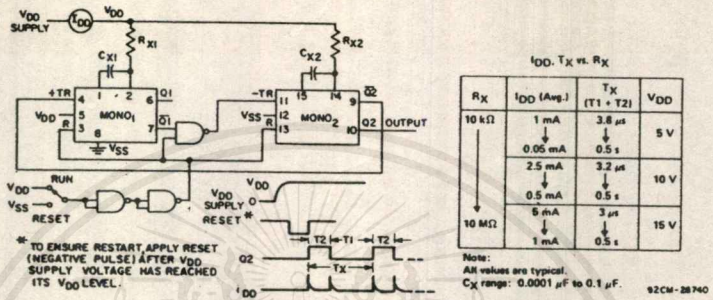 VDD SUPPLY
IDD
VDD
RX1
CX1
RX2
CX2
+TR
1 2
4
6
Q1
VDD
5
MONO1
R
3
7
Q1
8
VSS
-TR
15 14
11
9
Q2
VSS
12
MONO2
R
13
10
Q2
OUTPUT
RUN
VDD
VSS
RESET
VDD
VDD SUPPLY 0
RESET*
T2 T1 T2
Q2
TX
IDD
* TO ENSURE RESTART, APPLY RESET
(NEGATIVE PULSE) AFTER VDD
SUPPLY VOLTAGE HAS REACHED
ITS VDD LEVEL.
IDD, TX vs. RX
RX IDD (Avg.) TX (T1 + T2) VDD
10 kΩ 1 mA 3.8 µs
5 V
0.05 mA 0.5 s
2.5 mA 3.2 µs
10 V
0.5 mA 0.5 s
5 mA 3 µs
15 V
10 MΩ 1 mA 0.5 s
Note:
All values are typical.
CX range: 0.0001 µF to 0.1 µF.
92CM-28740